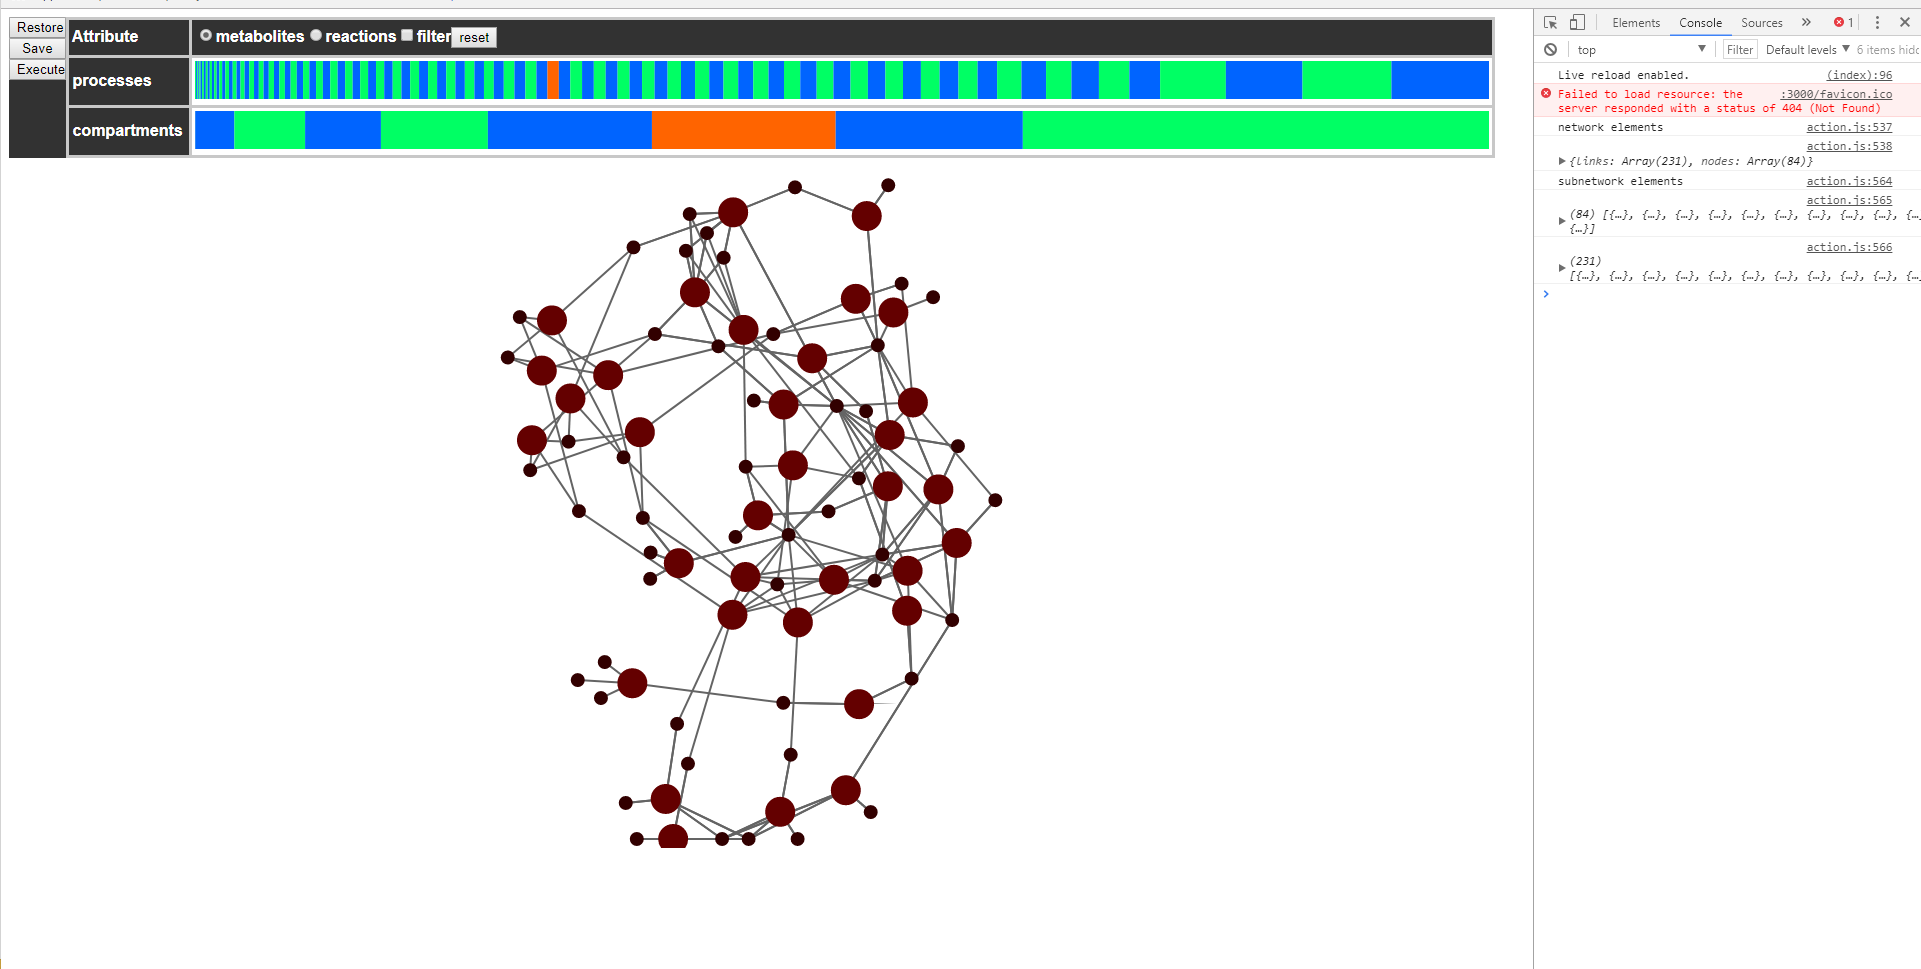 Restore
Save
Execute
Attribute
metabolites reactions filter reset
processes
compartments
Elements Console Sources » 1
top Filter Default levels 6 items hidd
Live reload enabled. (index):96
Failed to load resource: the :3000/favicon.ico
server responded with a status of 404 (Not Found)
network elements action.js:537
action.js:538
{links: Array(231), nodes: Array(84)}
subnetwork elements action.js:564
action.js:565
(84) [{…}, {…}, {…}, {…}, {…}, {…}, {…}, {…}, {…}, {…
{…}]
action.js:566
(231)
[{…}, {…}, {…}, {…}, {…}, {…}, {…}, {…}, {…}, {…